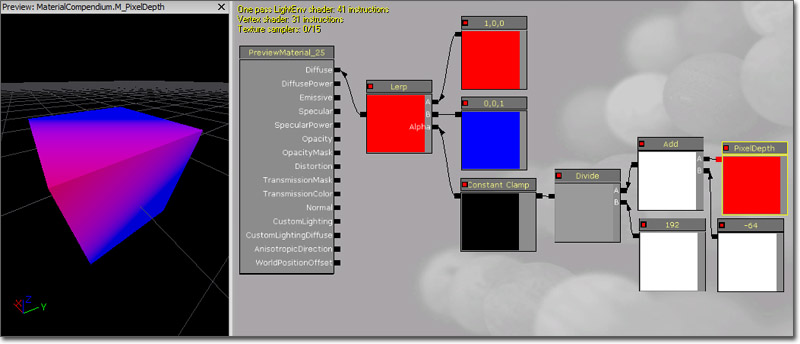 Preview: MaterialCompendium.M_PixelDepth
X
Z
Y
One pass LighvEnv shader: 41 instructions
Vertex shader: 31 instructions
Texture samplers: 0/15
PreviewMaterial_25
Diffuse
DiffusePower
Emissive
Specular
SpecularPower
Opacity
OpacityMask
Distortion
TransmissionMask
TransmissionColor
Normal
CustomLighting
CustomLightingDiffuse
AnisotropicDirection
WorldPositionOffset
Lerp
A
B
Alpha
1,0,0
0,0,1
Constant Clamp
Divide
A
B
Add
A
B
192
PixelDepth
-64